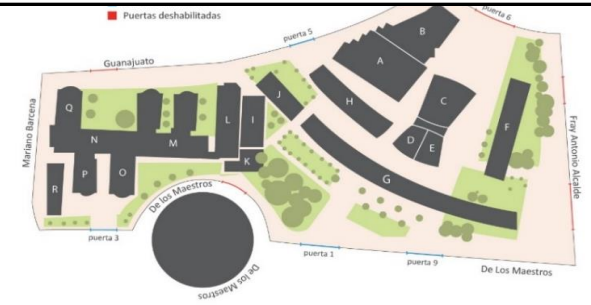 Puertas deshabilitadas
puerta 6
puerta 5
B
Guanajuato
A
J
H
C
Q
L
I
F
Fray Antonio Alcalde
Mariano Barcena
N
M
D
E
K
P
O
G
R
De los Maestros
puerta 3
De los Maestros
puerta 1
puerta 9
De Los Maestros